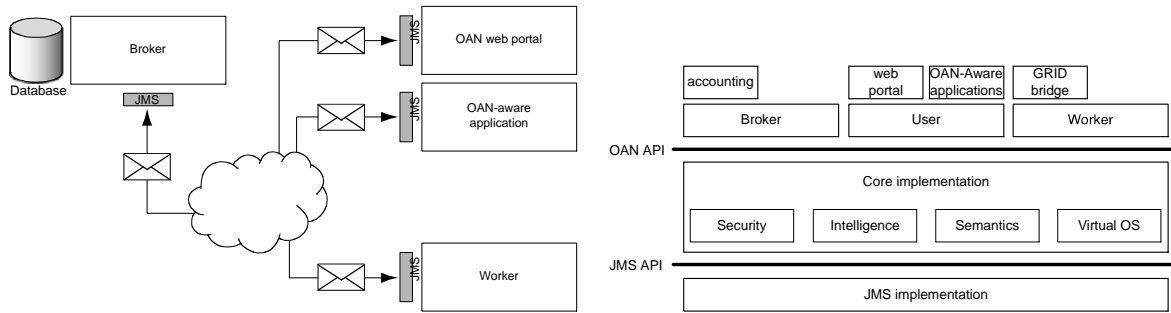 Broker
Database
JMS
JMS
OAN web portal
JMS
OAN-aware
application
JMS
Worker
accounting
web
portal
OAN-Aware
applications
GRID
bridge
Broker
User
Worker
OAN API
Core implementation
Security
Intelligence
Semantics
Virtual OS
JMS API
JMS implementation